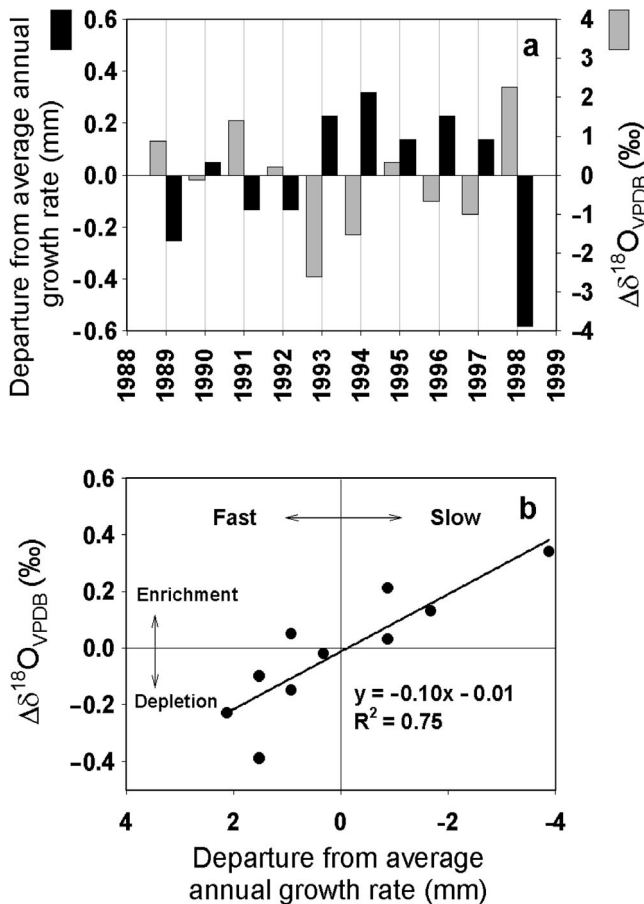 Departure from average annual
growth rate (mm)
0.6
0.4
0.2
0.0
-0.2
-0.4
-0.6
a
4
3
2
1
0
-1
-2
-3
-4
Δδ¹⁸O_VPDB (‰)
1988
1989
1990
1991
1992
1993
1994
1995
1996
1997
1998
1999
Δδ¹⁸O_VPDB (‰)
0.6
0.4
0.2
0.0
-0.2
-0.4
Fast
Slow
b
Enrichment
Depletion
y = -0.10x - 0.01
R² = 0.75
4
2
0
-2
-4
Departure from average
annual growth rate (mm)